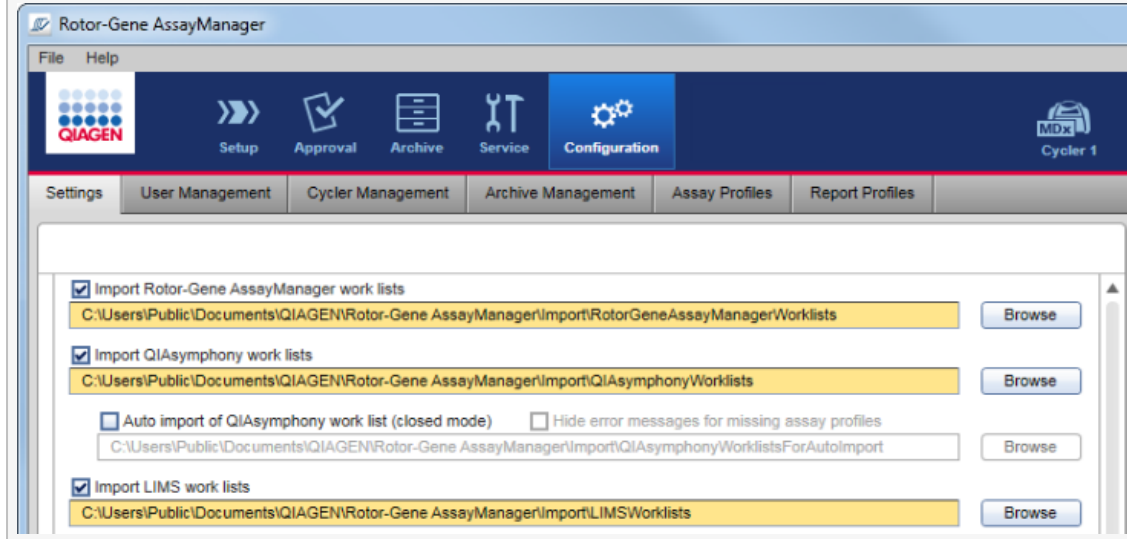 Rotor-Gene AssayManager
File Help
QIAGEN
Setup Approval Archive Service Configuration
MDx
Cycler 1
Settings User Management Cycler Management Archive Management Assay Profiles Report Profiles
Import Rotor-Gene AssayManager work lists
C:\Users\Public\Documents\QIAGEN\Rotor-Gene AssayManager\Import\RotorGeneAssayManagerWorklists Browse
Import QIAsymphony work lists
C:\Users\Public\Documents\QIAGEN\Rotor-Gene AssayManager\Import\QIAsymphonyWorklists Browse
Auto import of QIAsymphony work list (closed mode) Hide error messages for missing assay profiles
C:\Users\Public\Documents\QIAGEN\Rotor-Gene AssayManager\Import\QIAsymphonyWorklistsForAutoImport Browse
Import LIMS work lists
C:\Users\Public\Documents\QIAGEN\Rotor-Gene AssayManager\Import\LIMSWorklists Browse